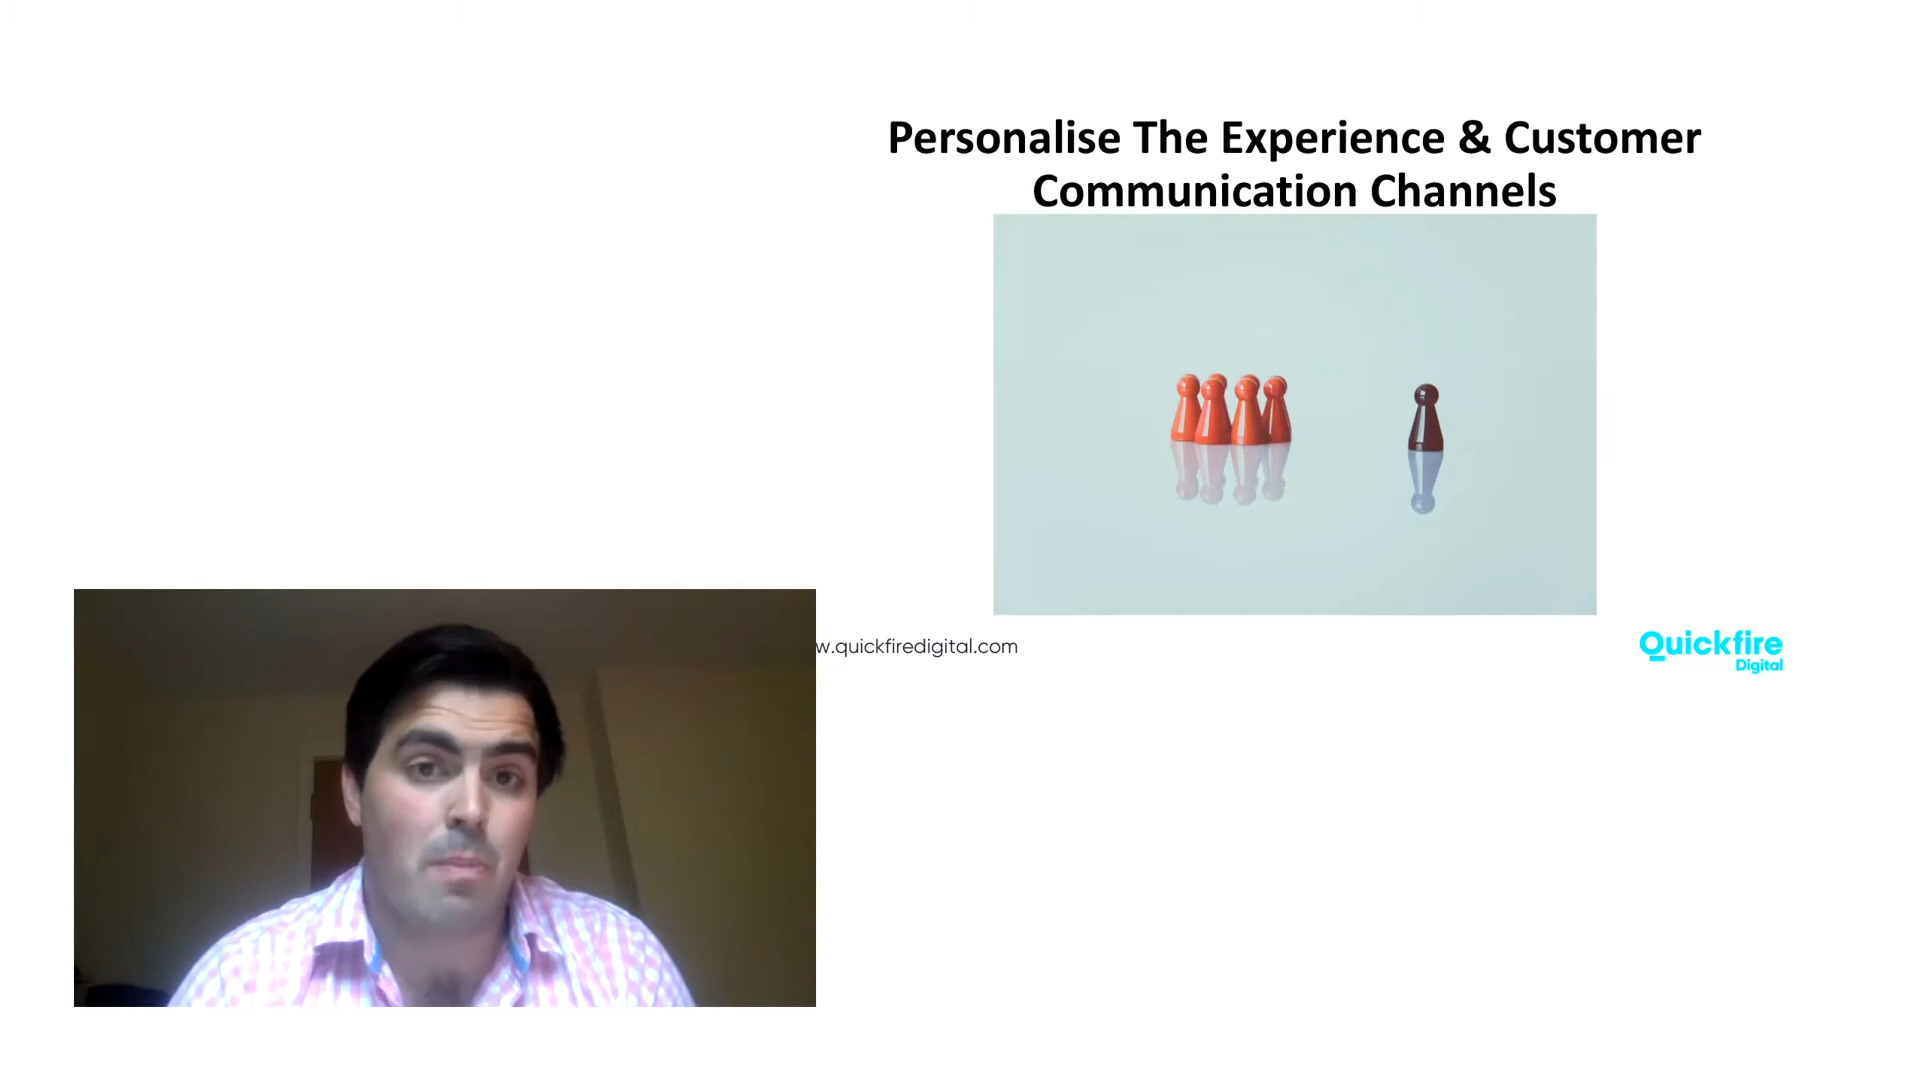 Personalise The Experience & Customer
Communication Channels
w.quickfiredigital.com
Quickfire
Digital